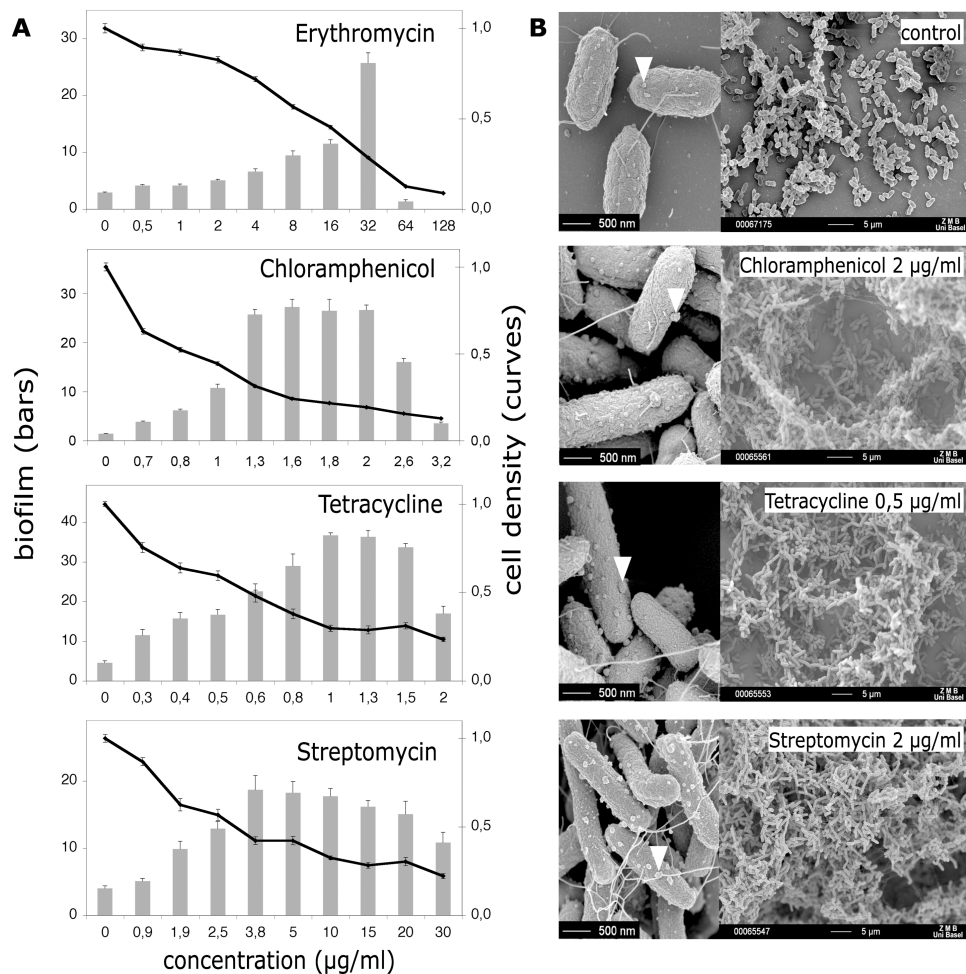 A
Erythromycin
30
20
10
0
1,0
0,5
0,0
0 0,5 1 2 4 8 16 32 64 128
Chloramphenicol
30
20
10
0
1,0
0,5
0,0
0 0,7 0,8 1 1,3 1,6 1,8 2 2,6 3,2
Tetracycline
40
30
20
10
0
1,0
0,5
0,0
0 0,3 0,4 0,5 0,6 0,8 1 1,3 1,5 2
Streptomycin
20
10
0
1,0
0,5
0,0
0 0,9 1,9 2,5 3,8 5 10 15 20 30
biofilm (bars)
cell density (curves)
concentration (µg/ml)
B
control
500 nm
00067175
5 µm
Z M B
Uni Basel
Chloramphenicol 2 µg/ml
500 nm
00065561
5 µm
Z M B
Uni Basel
Tetracycline 0,5 µg/ml
500 nm
00065553
5 µm
Z M B
Uni Basel
Streptomycin 2 µg/ml
500 nm
00065547
5 µm
Z M B
Uni Basel